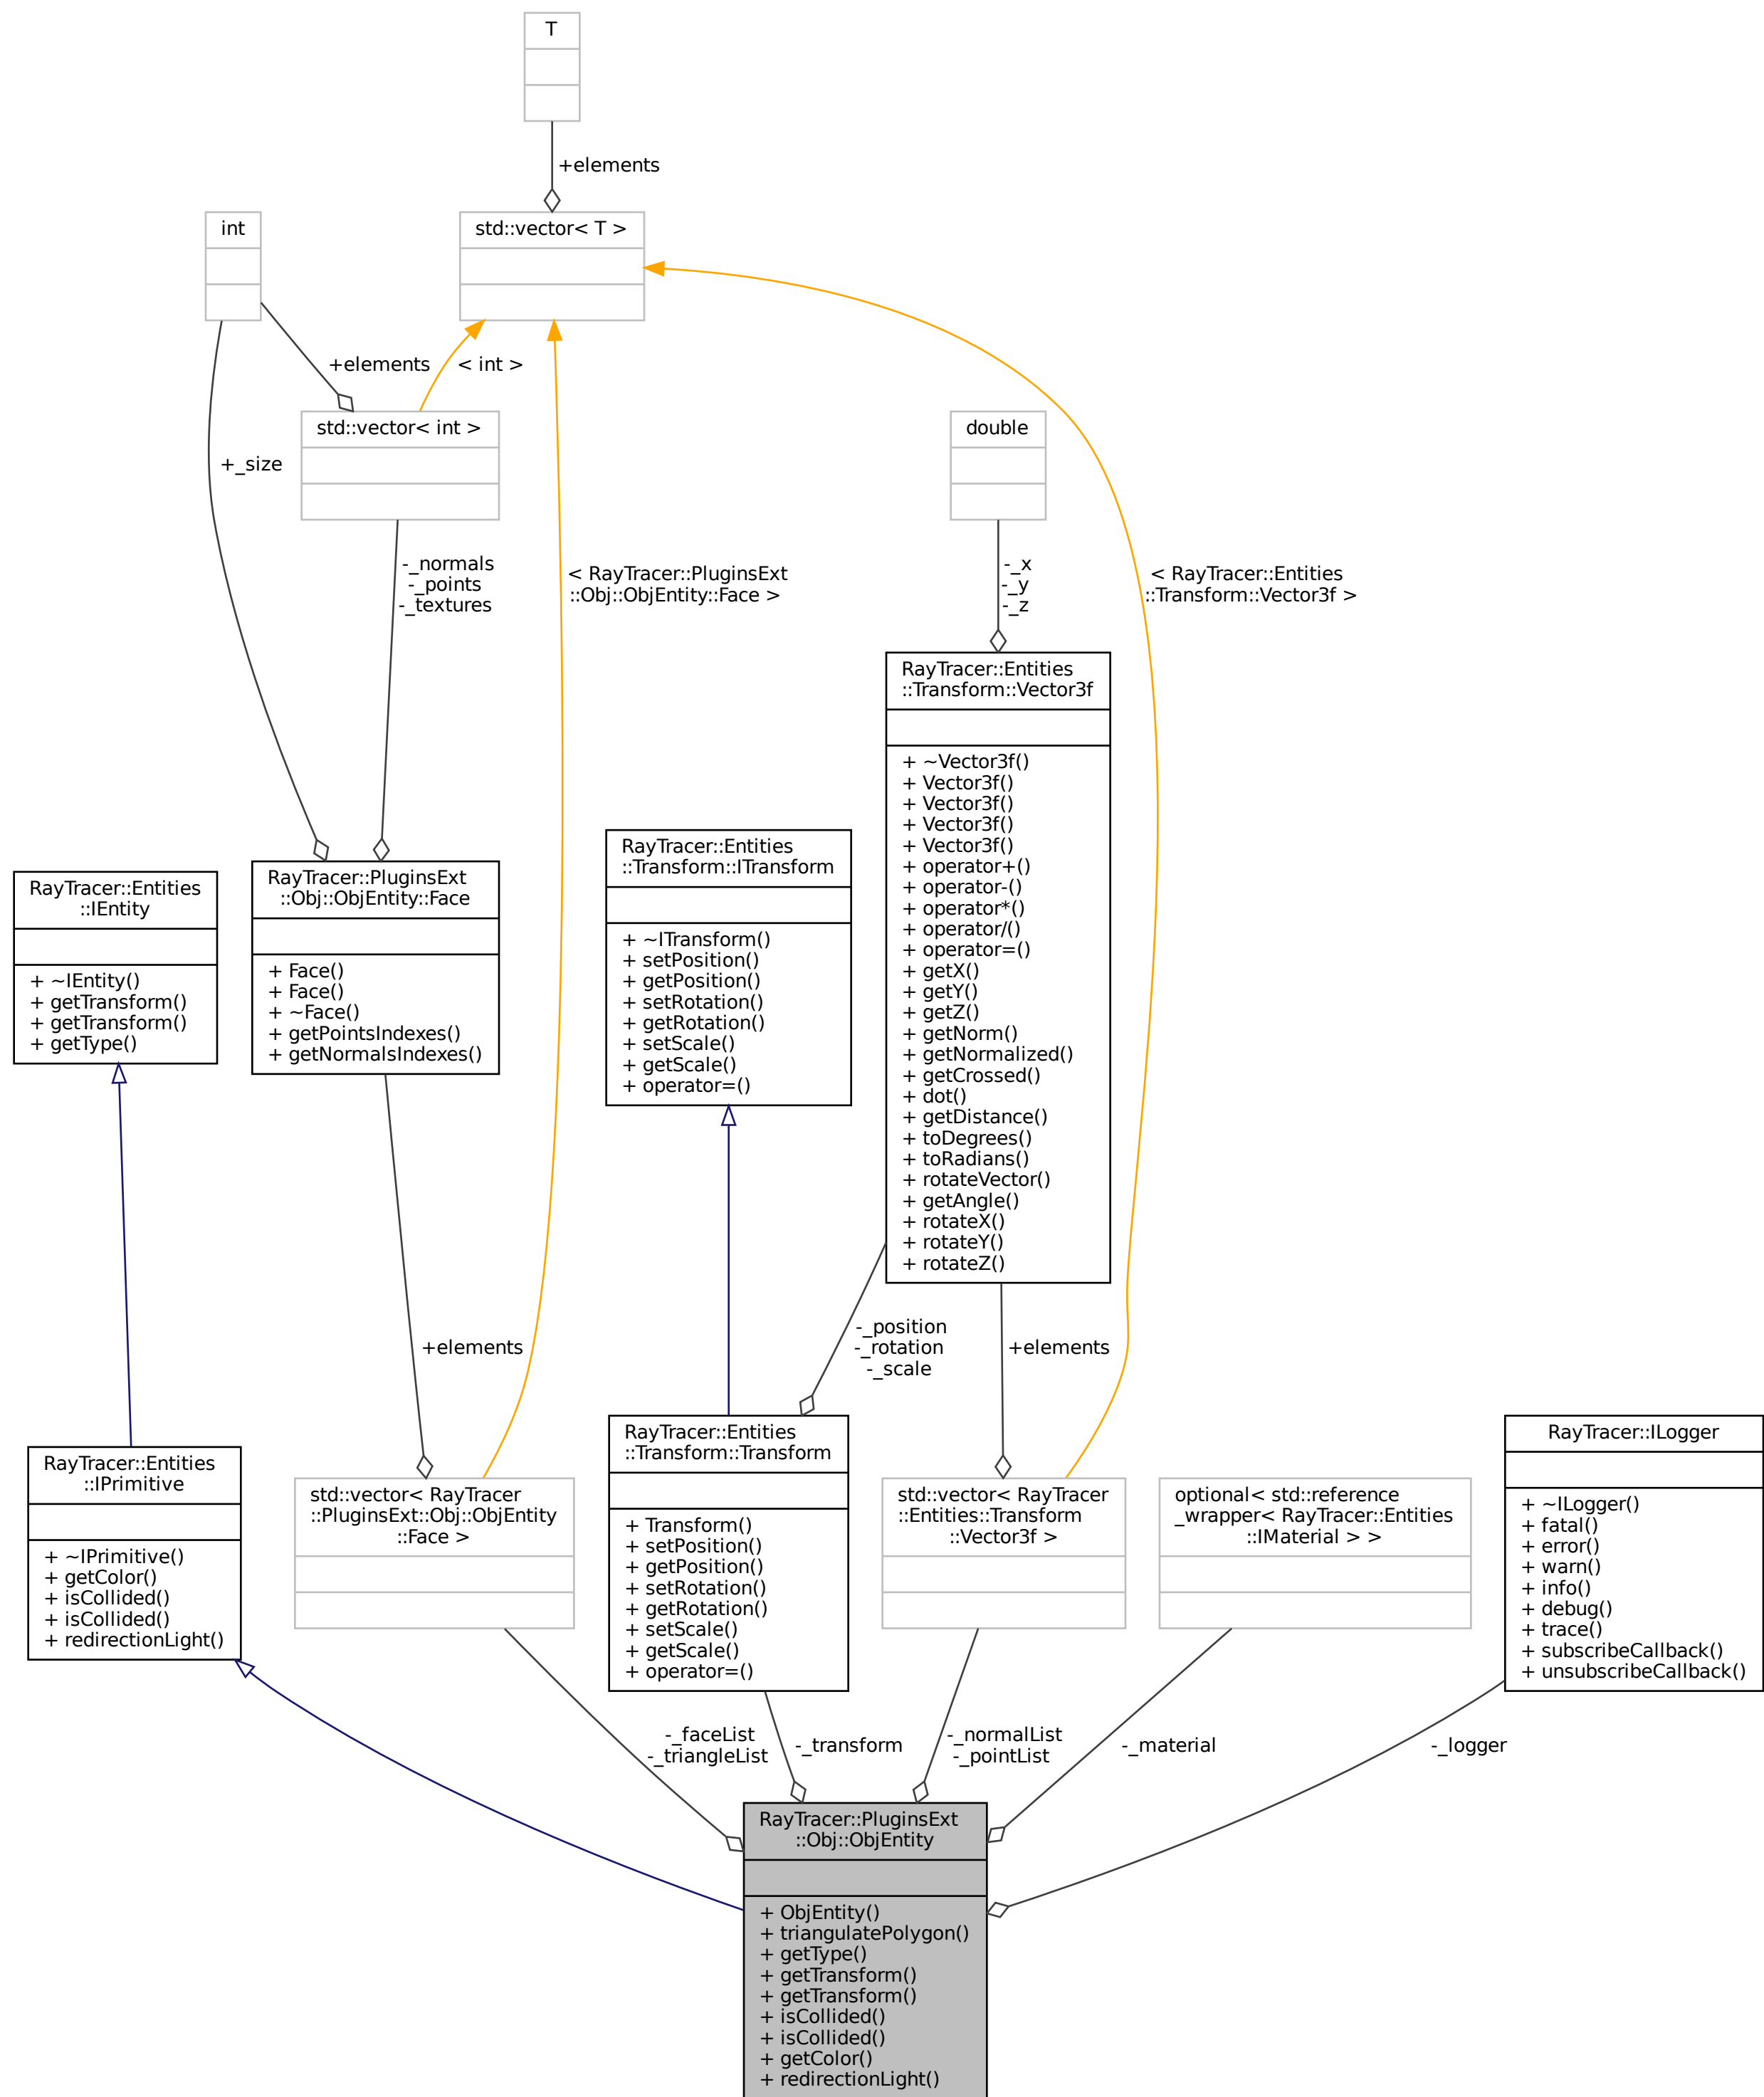 T
+elements
int
std::vector< T >
+elements
< int >
std::vector< int >
double
+_size
-_normals
-_points
-_textures
< RayTracer::PluginsExt
::Obj::ObjEntity::Face >
-_x
-_y
-_z
< RayTracer::Entities
::Transform::Vector3f >
RayTracer::Entities
::Transform::Vector3f
+ ~Vector3f()
+ Vector3f()
+ Vector3f()
+ Vector3f()
+ Vector3f()
+ operator+()
+ operator-()
+ operator*()
+ operator/()
+ operator=()
+ getX()
+ getY()
+ getZ()
+ getNorm()
+ getNormalized()
+ getCrossed()
+ dot()
+ getDistance()
+ toDegrees()
+ toRadians()
+ rotateVector()
+ getAngle()
+ rotateX()
+ rotateY()
+ rotateZ()
RayTracer::Entities
::Transform::ITransform
+ ~ITransform()
+ setPosition()
+ getPosition()
+ setRotation()
+ getRotation()
+ setScale()
+ getScale()
+ operator=()
RayTracer::PluginsExt
::Obj::ObjEntity::Face
+ Face()
+ Face()
+ ~Face()
+ getPointsIndexes()
+ getNormalsIndexes()
RayTracer::Entities
::IEntity
+ ~IEntity()
+ getTransform()
+ getTransform()
+ getType()
+elements
-_position
-_rotation
-_scale
+elements
RayTracer::Entities
::IPrimitive
+ ~IPrimitive()
+ getColor()
+ isCollided()
+ isCollided()
+ redirectionLight()
std::vector< RayTracer
::PluginsExt::Obj::ObjEntity
::Face >
RayTracer::Entities
::Transform::Transform
+ Transform()
+ setPosition()
+ getPosition()
+ setRotation()
+ getRotation()
+ setScale()
+ getScale()
+ operator=()
std::vector< RayTracer
::Entities::Transform
::Vector3f >
optional< std::reference
_wrapper< RayTracer::Entities
::IMaterial > >
RayTracer::ILogger
+ ~ILogger()
+ fatal()
+ error()
+ warn()
+ info()
+ debug()
+ trace()
+ subscribeCallback()
+ unsubscribeCallback()
-_faceList
-_triangleList
-_transform
-_normalList
-_pointList
-_material
-_logger
RayTracer::PluginsExt
::Obj::ObjEntity
+ ObjEntity()
+ triangulatePolygon()
+ getType()
+ getTransform()
+ getTransform()
+ isCollided()
+ isCollided()
+ getColor()
+ redirectionLight()